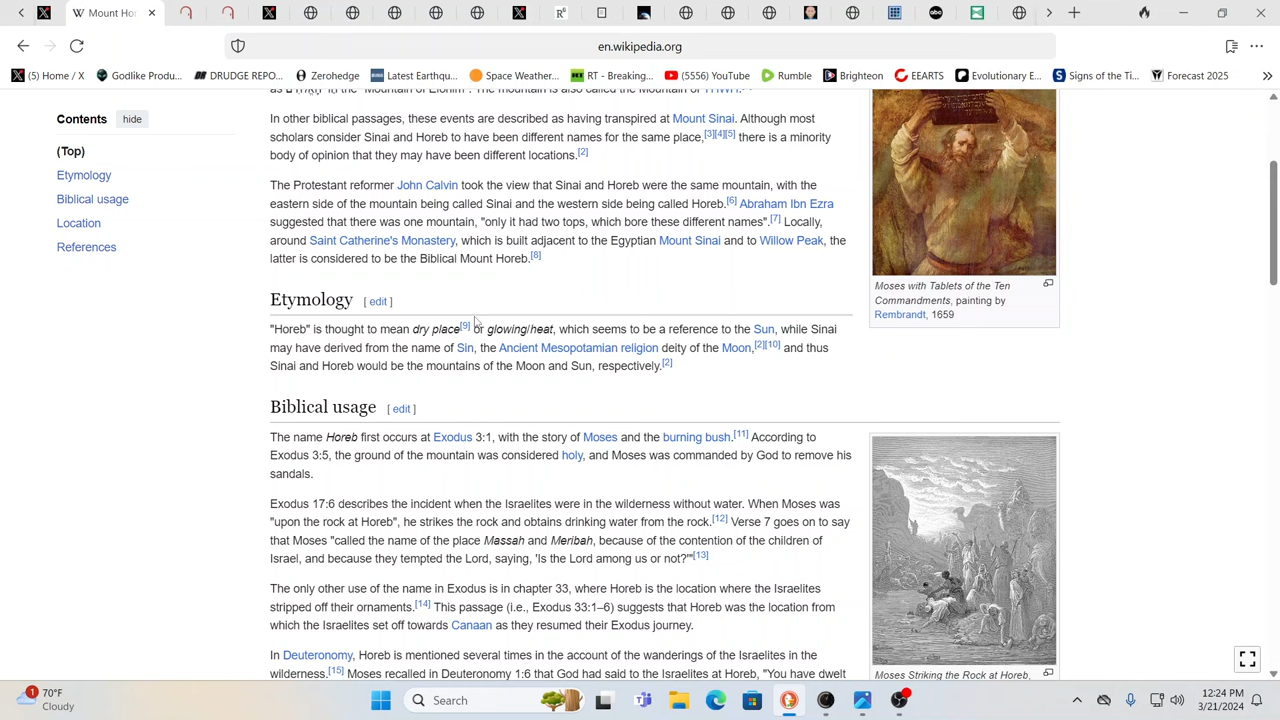 Mount Hor
en.wikipedia.org
(5) Home / X
Godlike Produ...
DRUDGE REPO...
Zerohedge
Latest Earthqu...
Space Weather...
RT - Breaking...
(5556) YouTube
Rumble
Brighteon
EEARTS
Evolutionary E...
Signs of the Ti...
Forecast 2025
Contents
hide
(Top)
Etymology
Biblical usage
Location
References
In other biblical passages, these events are described as having transpired at Mount Sinai. Although most
scholars consider Sinai and Horeb to have been different names for the same place,[3][4][5] there is a minority
body of opinion that they may have been different locations.[2]
The Protestant reformer John Calvin took the view that Sinai and Horeb were the same mountain, with the
eastern side of the mountain being called Sinai and the western side being called Horeb.[6] Abraham Ibn Ezra
suggested that there was one mountain, "only it had two tops, which bore these different names".[7] Locally,
around Saint Catherine's Monastery, which is built adjacent to the Egyptian Mount Sinai and to Willow Peak, the
latter is considered to be the Biblical Mount Horeb.[8]
Moses with Tablets of the Ten
Commandments, painting by
Rembrandt, 1659
Etymology [ edit ]
"Horeb" is thought to mean dry place[9] or glowing/heat, which seems to be a reference to the Sun, while Sinai
may have derived from the name of Sin, the Ancient Mesopotamian religion deity of the Moon,[2][10] and thus
Sinai and Horeb would be the mountains of the Moon and Sun, respectively.[2]
Biblical usage [ edit ]
The name Horeb first occurs at Exodus 3:1, with the story of Moses and the burning bush.[11] According to
Exodus 3:5, the ground of the mountain was considered holy, and Moses was commanded by God to remove his
sandals.
Exodus 17:6 describes the incident when the Israelites were in the wilderness without water. When Moses was
"upon the rock at Horeb", he strikes the rock and obtains drinking water from the rock.[12] Verse 7 goes on to say
that Moses "called the name of the place Massah and Meribah, because of the contention of the children of
Israel, and because they tempted the Lord, saying, 'Is the Lord among us or not?'"[13]
The only other use of the name in Exodus is in chapter 33, where Horeb is the location where the Israelites
stripped off their ornaments.[14] This passage (i.e., Exodus 33:1–6) suggests that Horeb was the location from
which the Israelites set off towards Canaan as they resumed their Exodus journey.
In Deuteronomy, Horeb is mentioned several times in the account of the wanderings of the Israelites in the
wilderness.[15] Moses recalled in Deuteronomy 1:6 that God had said to the Israelites at Horeb, "You have dwelt
Moses Striking the Rock at Horeb,
1
70°F
Cloudy
Search
12:24 PM
3/21/2024